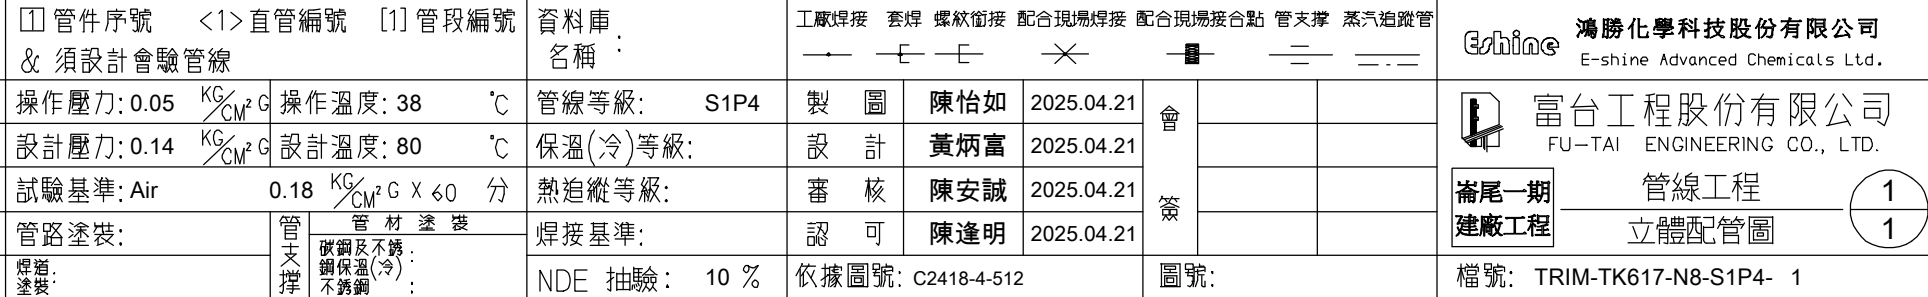 1 管件序號 <1>直管編號 [1] 管段編號
& 須設計會驗管線
資料庫名稱:
工廠焊接 套焊 螺紋銜接 配合現場焊接 配合現場接合點 管支撐 蒸汽追蹤管
Eshine 鴻勝化學科技股份有限公司
E-shine Advanced Chemicals Ltd.
操作壓力: 0.05 KG/CM² G 操作溫度: 38 °C 管線等級: S1P4
製圖 陳怡如 2025.04.21 會簽
富台工程股份有限公司
FU-TAI ENGINEERING CO., LTD.
設計壓力: 0.14 KG/CM² G 設計溫度: 80 °C 保溫(冷)等級:
設計 黃炳富 2025.04.21
試驗基準: Air 0.18 KG/CM² G X 60 分 熱追縱等級:
審核 陳安誠 2025.04.21
崙尾一期
建廠工程
管線工程
立體配管圖
1
1
管路塗裝: 管支撐 管材塗裝 焊接基準:
認可 陳逢明 2025.04.21
焊道塗裝: 碳鋼及不銹鋼保溫(冷):
不銹鋼 :
NDE 抽驗: 10 %
依據圖號: C2418-4-512 圖號:
檔號: TRIM-TK617-N8-S1P4- 1